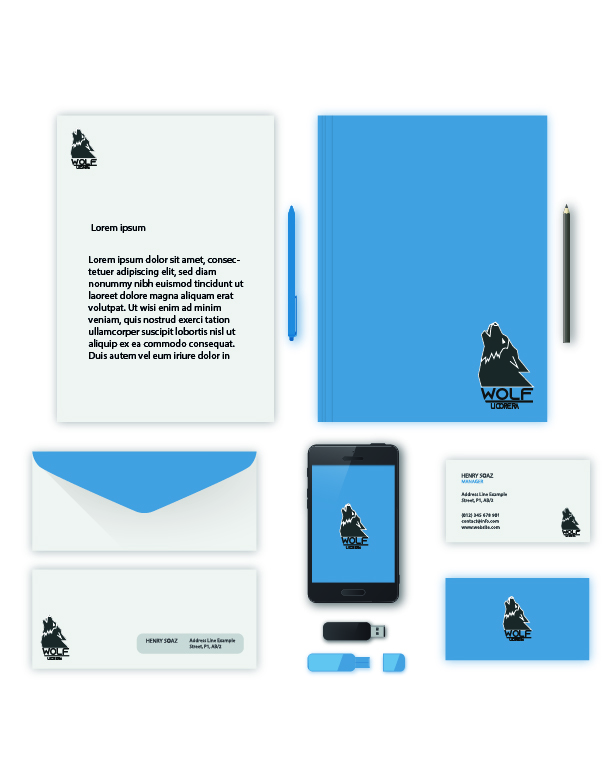 WOLF
LICORERA
Lorem ipsum
Lorem ipsum dolor sit amet, consec-
tetuer adipiscing elit, sed diam
nonummy nibh euismod tincidunt ut
laoreet dolore magna aliquam erat
volutpat. Ut wisi enim ad minim
veniam, quis nostrud exerci tation
ullamcorper suscipit lobortis nisl ut
aliquip ex ea commodo consequat.
Duis autem vel eum iriure dolor in
WOLF
LICORERA
WOLF
LICORERA
HENRY SQAZ
MANAGER
Address Line Example
Street, P1, AB/2
(012) 345 678 901
contact@info.com
www.website.com
WOLF
LICORERA
WOLF
LICORERA
HENRY SQAZ
Address Line Example
Street, P1, AB/2
WOLF
LICORERA